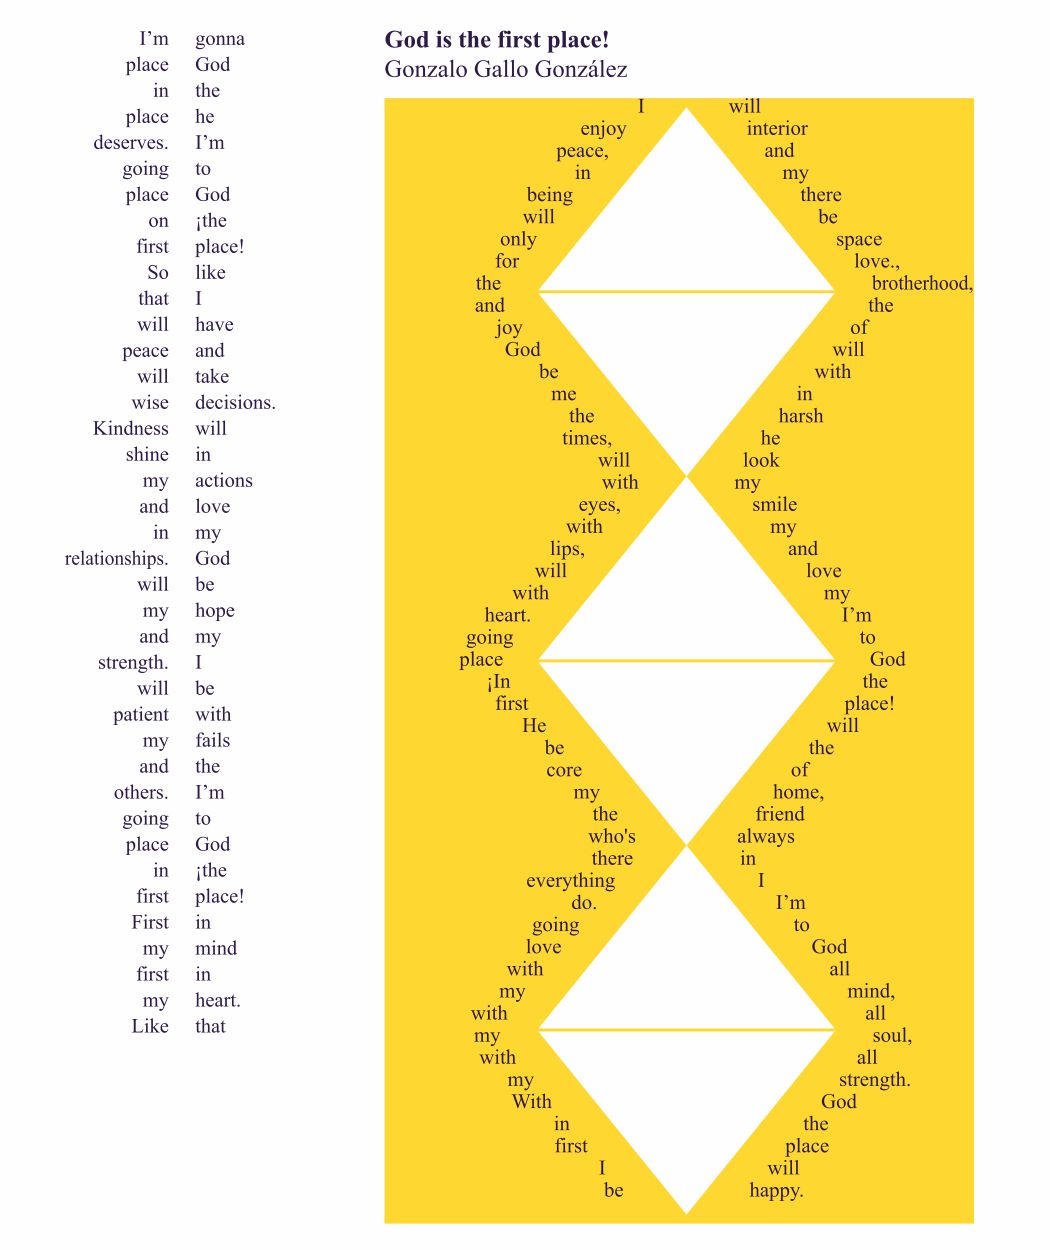 I’m gonna
place God
in the
place he
deserves. I’m
going to
place God
on ¡the
first place!
So like
that I
will have
peace and
will take
wise decisions.
Kindness will
shine in
my actions
and love
in my
relationships. God
will be
my hope
and my
strength. I
will be
patient with
my fails
and the
others. I’m
going to
place God
in ¡the
first place!
First in
my mind
first in
my heart.
Like that
God is the first place!
Gonzalo Gallo González
I will
enjoy interior
peace, and
in my
being there
will be
only space
for love.,
the brotherhood,
and the
joy of
God will
be with
me in
the harsh
times, he
will look
with my
eyes, smile
with my
lips, and
will love
with my
heart. I’m
going to
place God
¡In the
first place!
He will
be the
core of
my home,
the friend
who's always
there in
everything I
do. I’m
going to
love God
with all
my mind,
with all
my soul,
with all
my strength.
With God
in the
first place
I will
be happy.